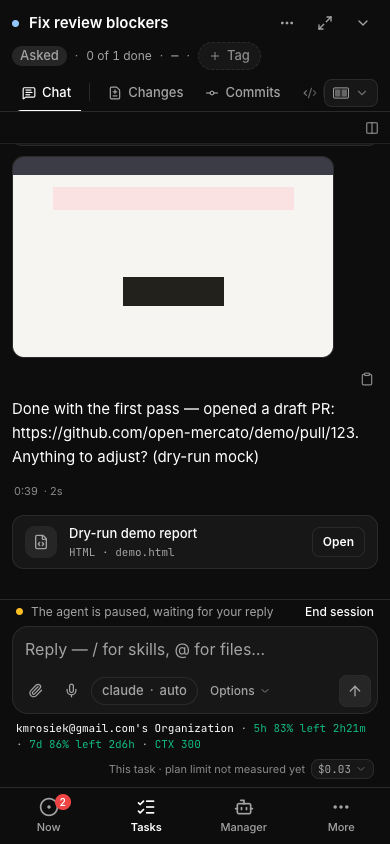 Fix review blockers
Asked · 0 of 1 done · – · + Tag
Chat Changes Commits
Done with the first pass — opened a draft PR:
https://github.com/open-mercato/demo/pull/123.
Anything to adjust? (dry-run mock)
0:39 · 2s
Dry-run demo report
HTML · demo.html
Open
The agent is paused, waiting for your reply End session
Reply — / for skills, @ for files...
claude · auto Options
kmrosiek@gmail.com's Organization · 5h 83% left 2h21m
· 7d 86% left 2d6h · CTX 300
This task · plan limit not measured yet $0.03
2
Now Tasks Manager More